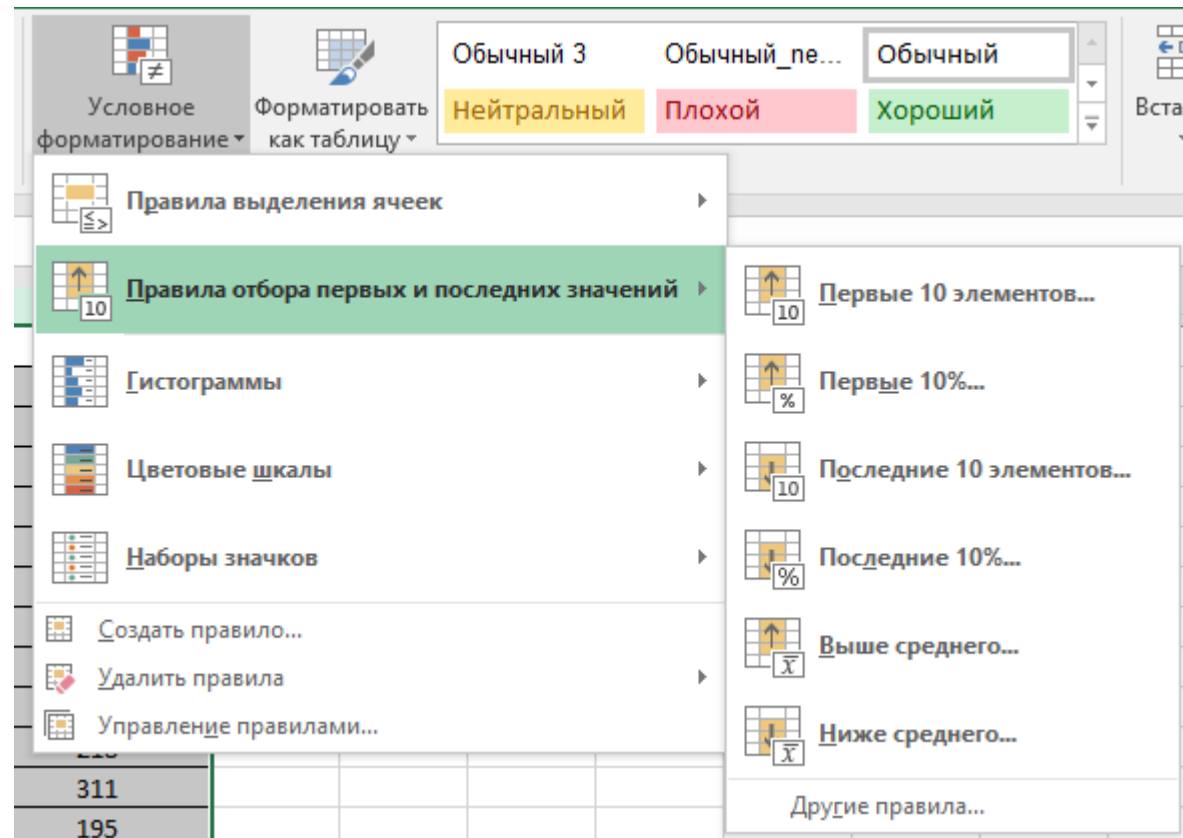 Обычный 3 Обычный_ne... Обычный
Нейтральный Плохой Хороший
Условное
форматирование
Форматировать
как таблицу
Вста
Правила выделения ячеек
Правила отбора первых и последних значений
Гистограммы
Цветовые шкалы
Наборы значков
Создать правило...
Удалить правила
Управление правилами...
Первые 10 элементов...
Первые 10%...
Последние 10 элементов...
Последние 10%...
Выше среднего...
Ниже среднего...
Другие правила...
311
195